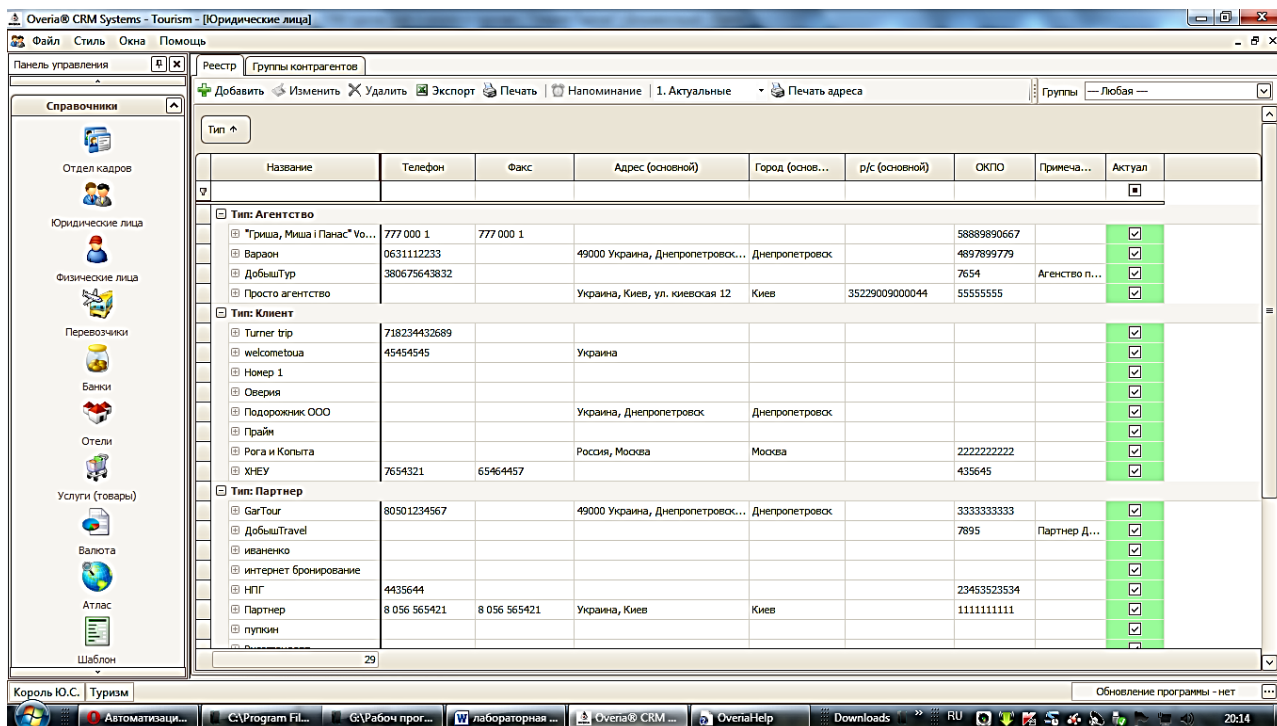 Overia® CRM Systems - Tourism - [Юридические лица]
Файл Стиль Окна Помощь
Панель управления
Справочники
Отдел кадров
Юридические лица
Физические лица
Перевозчики
Банки
Отели
Услуги (товары)
Валюта
Атлас
Шаблон
Реестр Группы контрагентов
Добавить Изменить Удалить Экспорт Печать Напоминание 1. Актуальные Печать адреса Группы — Любая —
Тип
Название Телефон Факс Адрес (основной) Город (основ... р/с (основной) ОКПО Примеча... Актуал
Тип: Агентство
"Гриша, Миша і Панас" Vo... 777 000 1 777 000 1 58889890667
Вараон 0631112233 49000 Украина, Днепропетровск... Днепропетровск 4897899779
ДобышТур 380675643832 7654 Агенство п...
Просто агентство Украина, Киев, ул. киевская 12 Киев 35229009000044 55555555
Тип: Клиент
Turner trip 718234432689
welcometoua 45454545 Украина
Номер 1
Оверия
Подорожник ООО Украина, Днепропетровск Днепропетровск
Прайм
Рога и Копыта Россия, Москва Москва 2222222222
ХНЕУ 7654321 65464457 435645
Тип: Партнер
GarTour 80501234567 49000 Украина, Днепропетровск... Днепропетровск 3333333333
ДобышTravel 7895 Партнер Д...
иваненко
интернет бронирование
НПГ 4435644 23453523534
Партнер 8 056 565421 8 056 565421 Украина, Киев Киев 1111111111
пупкин
29
Король Ю.С. Туризм Обновление программы - нет
Автоматизаци... C:\Program Fil... G:\Рабоч прог... лабораторная ... Overia® CRM ... OveriaHelp Downloads » RU 20:14